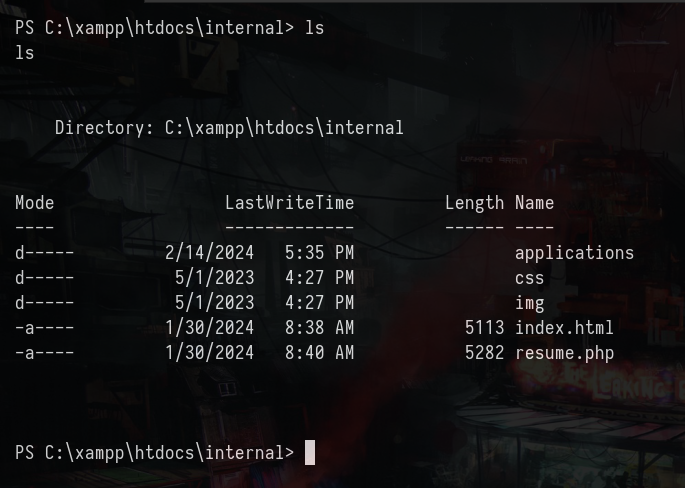 PS C:\xampp\htdocs\internal> ls
ls
Directory: C:\xampp\htdocs\internal
Mode LastWriteTime Length Name
---- ------------- ------ ----
d----- 2/14/2024 5:35 PM applications
d----- 5/1/2023 4:27 PM css
d----- 5/1/2023 4:27 PM img
-a---- 1/30/2024 8:38 AM 5113 index.html
-a---- 1/30/2024 8:40 AM 5282 resume.php
PS C:\xampp\htdocs\internal>